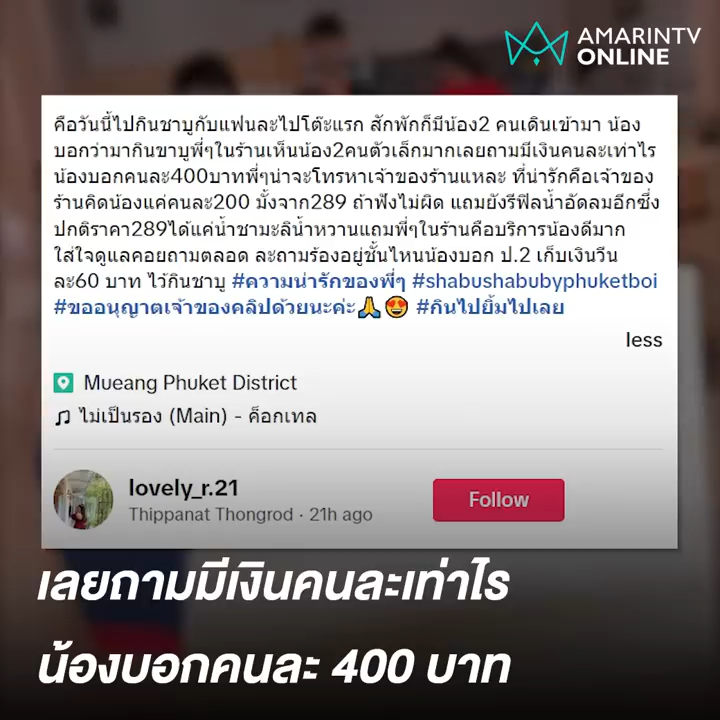 AMARINTV
ONLINE
คือวันนี้ไปกินชาบูกับแฟนละไปโต๊ะแรก สักพักก็มีน้อง2 คนเดินเข้ามา น้อง
บอกว่ามากินขาบูพี่ๆในร้านเห็นน้อง2คนตัวเล็กมากเลยถามมีเงินคนละเท่าไร
น้องบอกคนละ400บาทพี่ๆน่าจะโทรหาเจ้าของร้านแหละ ที่น่ารักคือเจ้าของ
ร้านคิดน้องแค่คนละ200 มั้งจาก289 ถ้าฟังไม่ผิด แถมยังรีฟิลน้ำอัดลมอีกซึ่ง
ปกติราคา289ได้แค่น้ำชามะลิน้ำหวานแถมพี่ๆในร้านคือบริการน้องดีมาก
ใส่ใจดูแลคอยถามตลอด ละถามร้องอยู่ชั้นไหนน้องบอก ป.2 เก็บเงินวีน
ละ60 บาท ไว้กินชาบู #ความน่ารักของพี่ๆ #shabushabubyphuketboi
#ขออนุญาตเจ้าของคลิปด้วยนะค่ะ🙏😍 #กินไปยิ้มไปเลย
less
Mueang Phuket District
ไม่เป็นรอง (Main) - ค็อกเทล
lovely_r.21
Thippanat Thongrod · 21h ago
Follow
เลยถามมีเงินคนละเท่าไร
น้องบอกคนละ 400 บาท